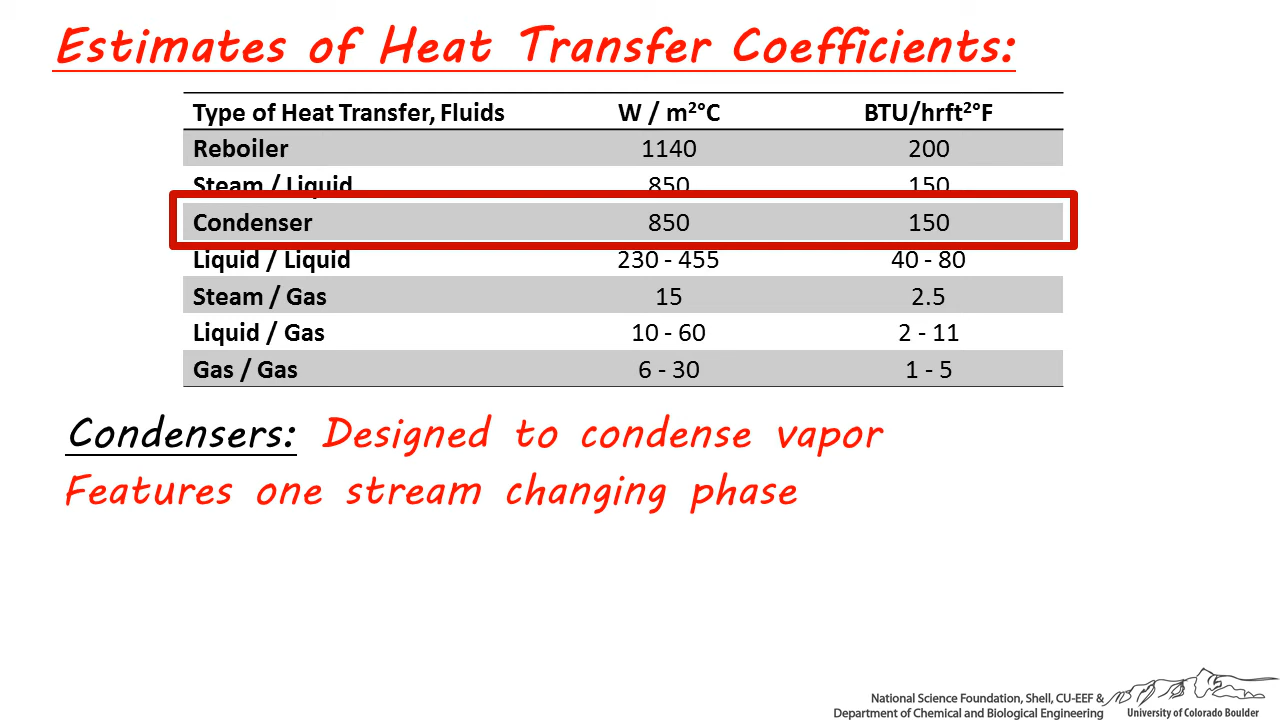 Estimates of Heat Transfer Coefficients:
Type of Heat Transfer, Fluids W / m²°C BTU/hrft²°F
Reboiler 1140 200
Steam / Liquid 850 150
Condenser 850 150
Liquid / Liquid 230 - 455 40 - 80
Steam / Gas 15 2.5
Liquid / Gas 10 - 60 2 - 11
Gas / Gas 6 - 30 1 - 5
Condensers: Designed to condense vapor
Features one stream changing phase
National Science Foundation, Shell, CU-EEF &
Department of Chemical and Biological Engineering
University of Colorado Boulder